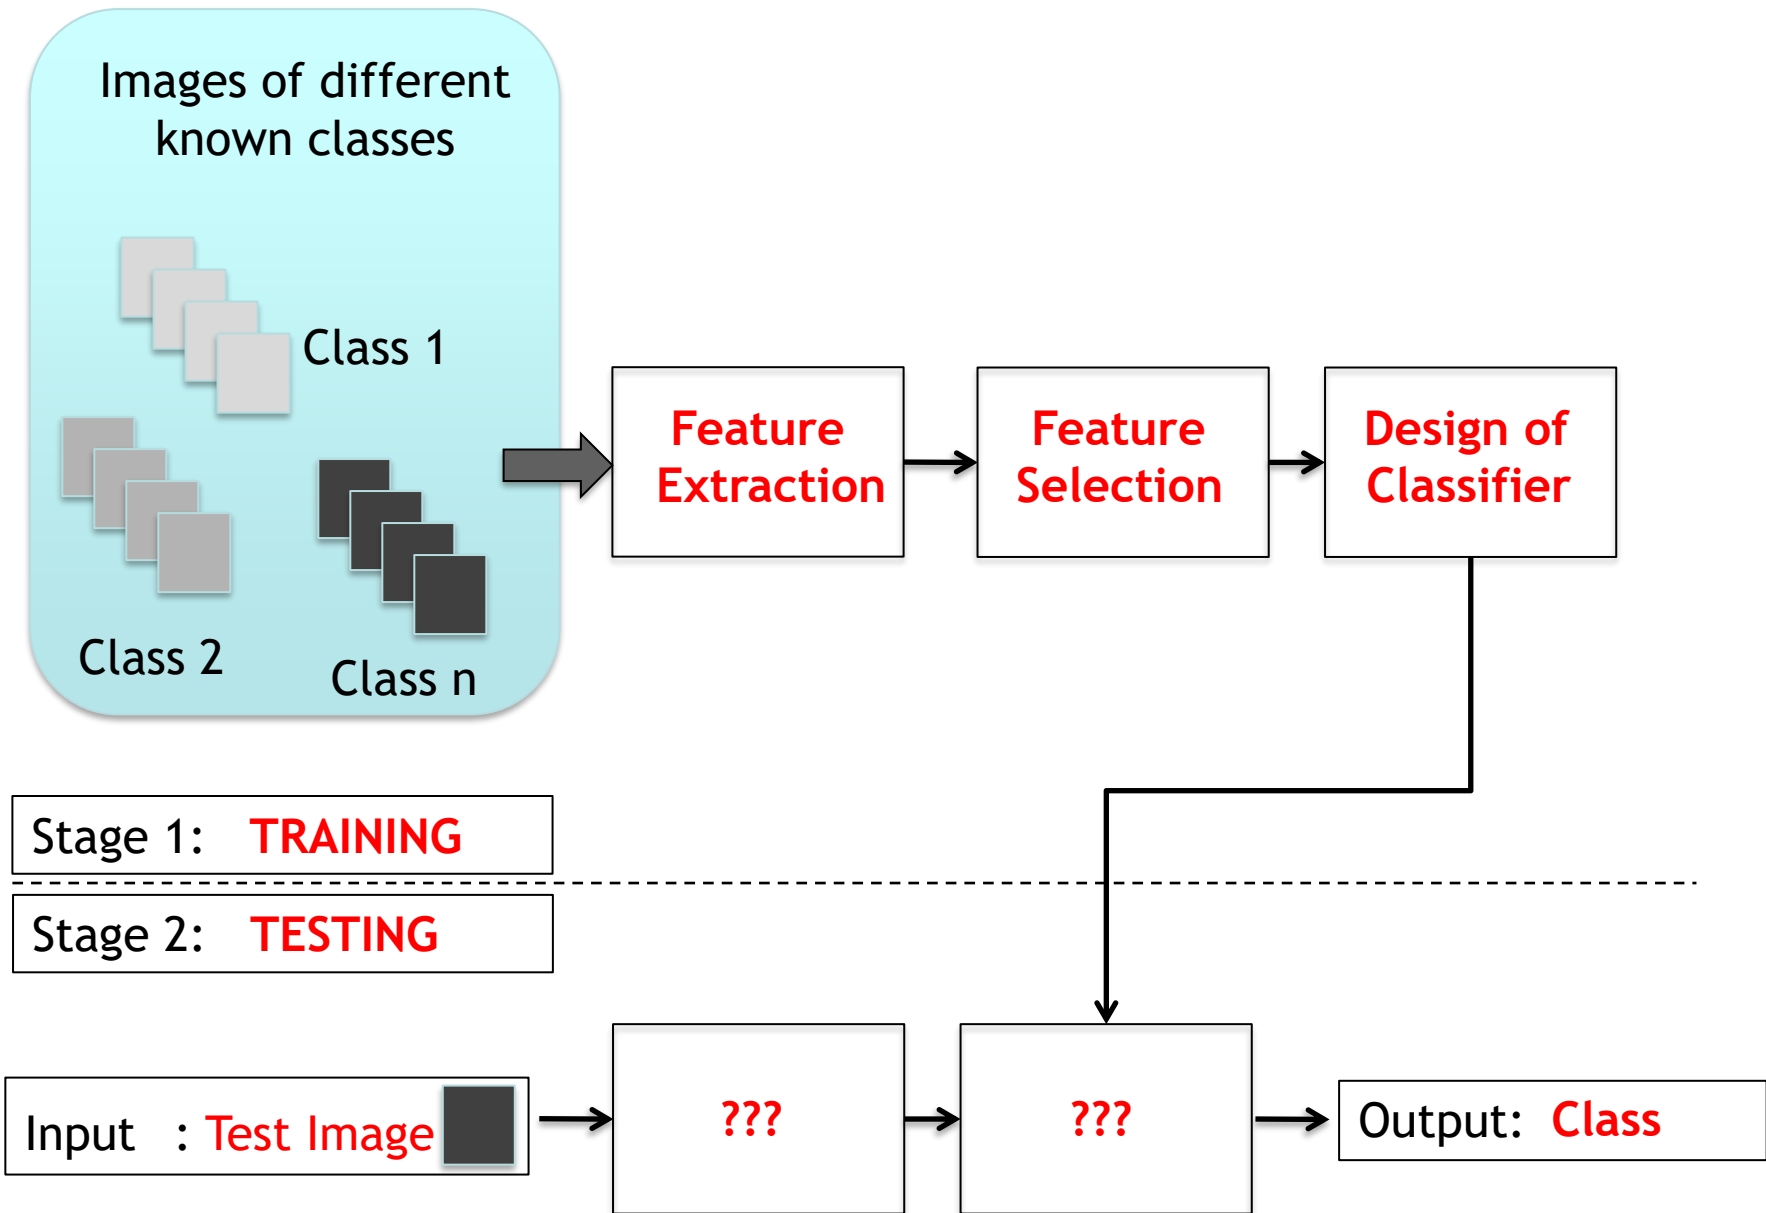 Images of different
known classes
Class 1
Class 2
Class n
Feature
Extraction
Feature
Selection
Design of
Classifier
Stage 1: TRAINING
Stage 2: TESTING
Input : Test Image
???
???
Output: Class